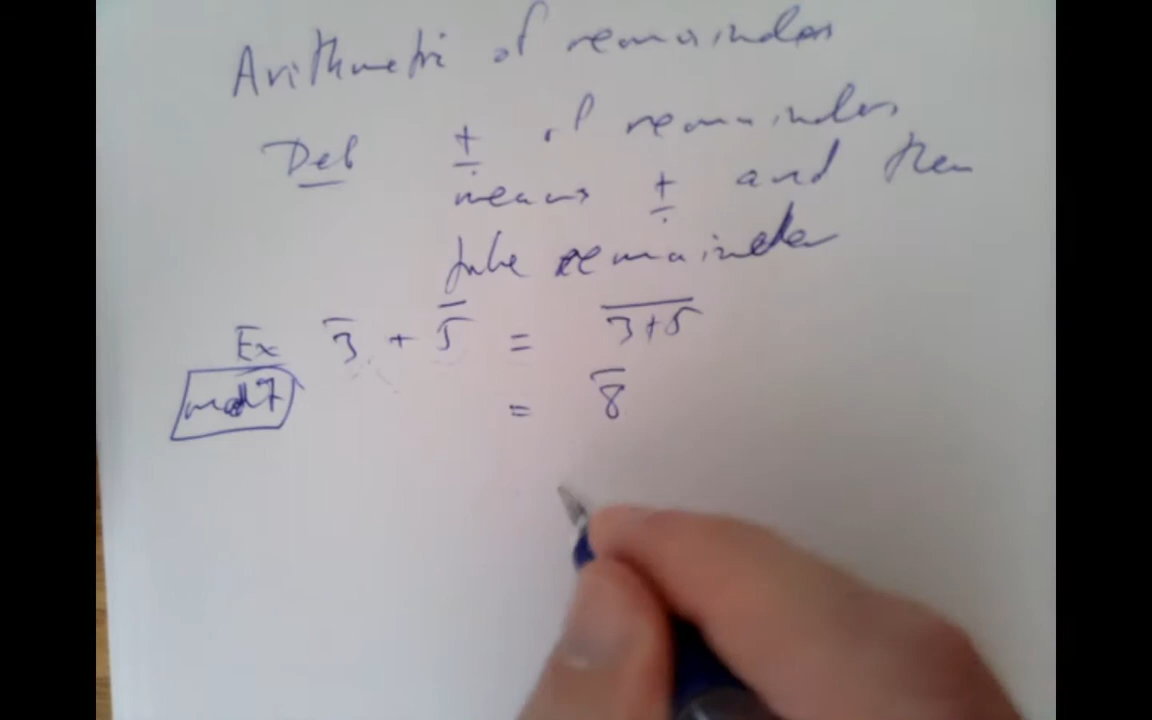 Arithmetic of remainders
Def ± of remainders
means ± and then
take remainder
Ex 3̅ + 5̅ = 3+5̅
mod 7 = 8̅